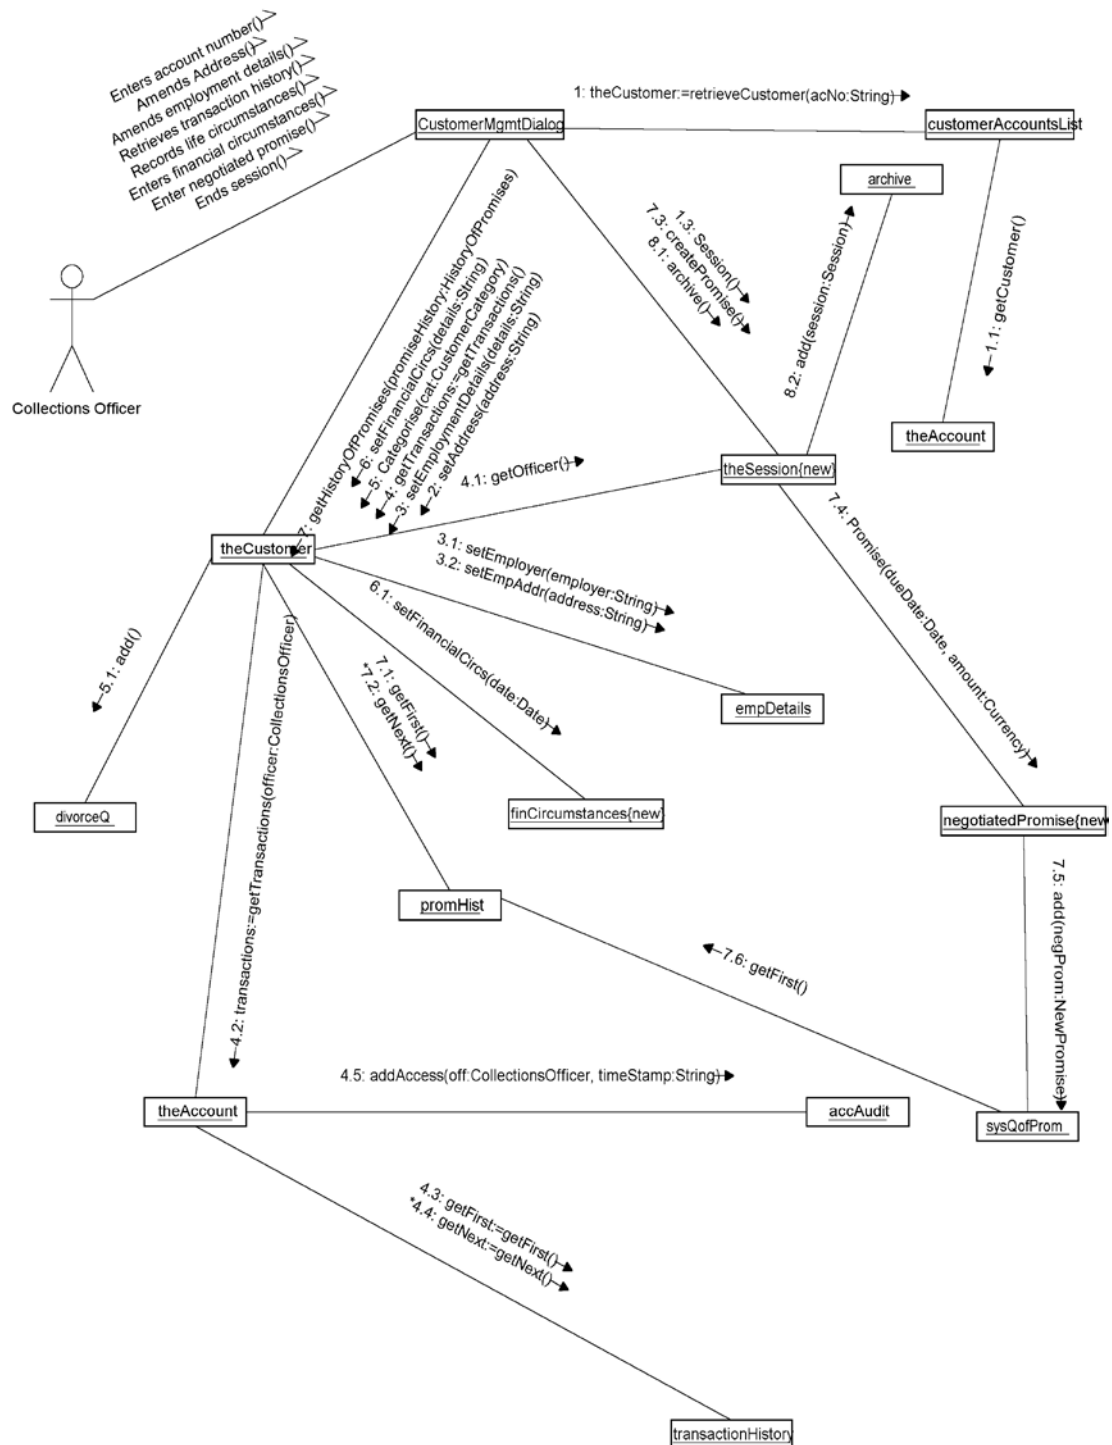 Enters account number()
Amends Address()
Amends employment details()
Retrieves transaction history()
Records life circumstances()
Enters financial circumstances()
Enter negotiated promise()
Ends session()
Collections Officer
CustomerMgmtDialog
1: theCustomer:=retrieveCustomer(acNo:String)
customerAccountsList
archive
1.3: Session()
7.3: createPromise()
8.1: archive()
8.2: add(session:Session)
1.1: getCustomer()
theAccount
7: getHistoryOfPromises(promiseHistory:HistoryOfPromises)
6: setFinancialCircs(details:String)
5: Categorise(cat:CustomerCategory)
4: getTransactions:=getTransactions()
3: setEmploymentDetails(details:String)
2: setAddress(address:String)
4.1: getOfficer()
theSession{new}
theCustomer
3.1: setEmployer(employer:String)
3.2: setEmpAddr(address:String)
7.4: Promise(dueDate:Date, amount:Currency)
5.1: add()
6.1: setFinancialCircs(date:Date)
7.1: getFirst()
*7.2: getNext()
empDetails
4.2: transactions:=getTransactions(officer:CollectionsOfficer)
divorceQ
finCircumstances{new}
negotiatedPromise{new
promHist
7.5: add(negProm:NewPromise)
7.6: getFirst()
4.5: addAccess(off:CollectionsOfficer, timeStamp:String)
theAccount
accAudit
sysQofProm
4.3: getFirst:=getFirst()
*4.4: getNext:=getNext()
transactionHistory